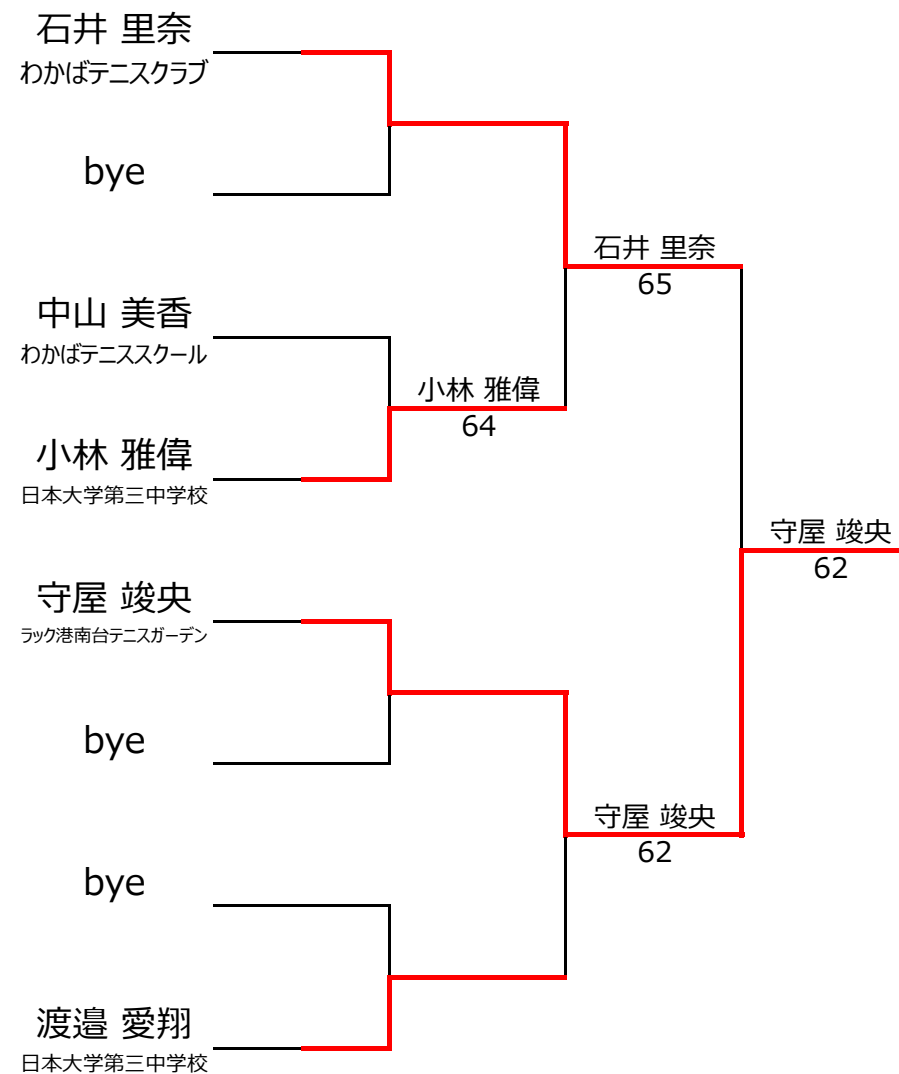 石井 里奈
わかばテニスクラブ
bye
中山 美香
わかばテニススクール
小林 雅偉
日本大学第三中学校
守屋 竣央
ラック港南台テニスガーデン
bye
bye
渡邉 愛翔
日本大学第三中学校
小林 雅偉
64
石井 里奈
65
守屋 竣央
62
守屋 竣央
62